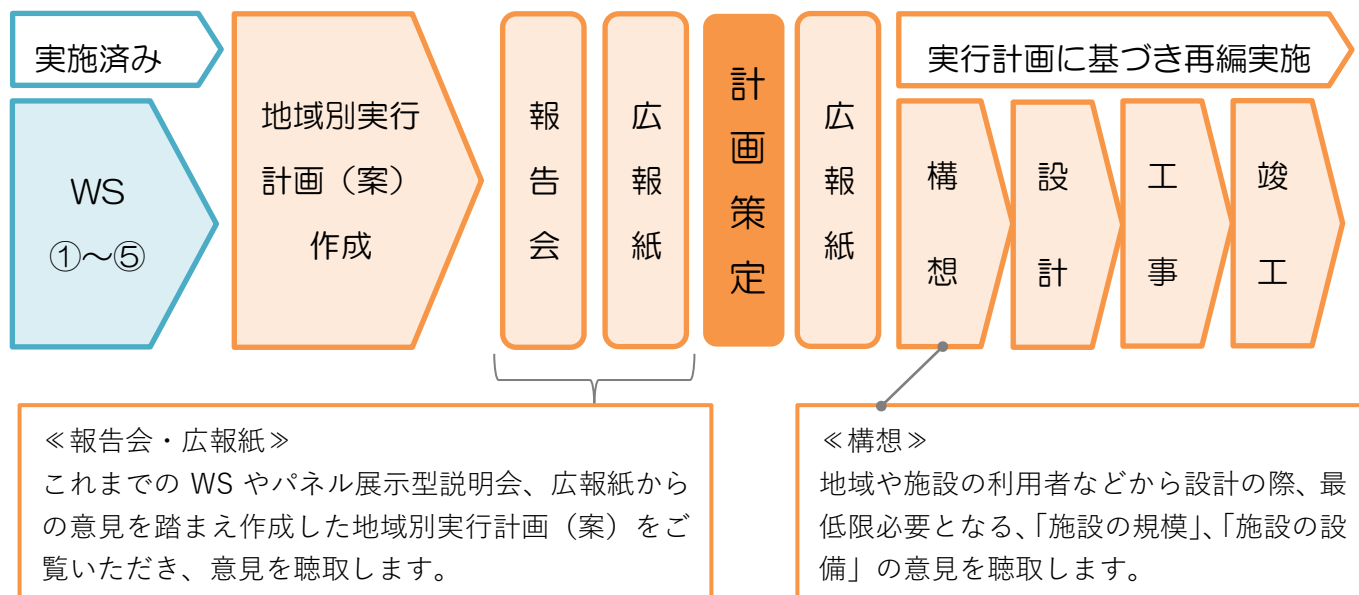 実施済み
WS
①～⑤
地域別実行
計画（案）
作成
報告会
広報紙
計画策定
広報紙
実行計画に基づき再編実施
構想
設計
工事
竣工
≪報告会・広報紙≫
これまでの WS やパネル展示型説明会、広報紙から
の意見を踏まえ作成した地域別実行計画（案）をご
覧いただき、意見を聴取します。
≪構想≫
地域や施設の利用者などから設計の際、最
低限必要となる、「施設の規模」、「施設の設
備」の意見を聴取します。